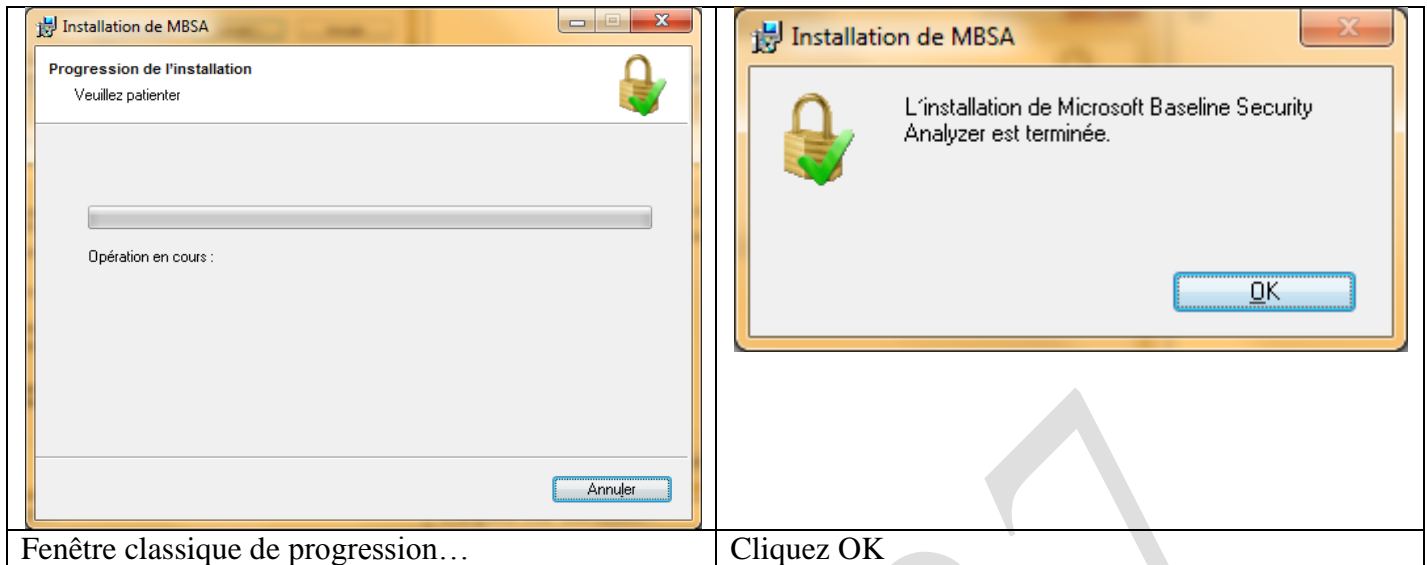 Installation de MBSA
Progression de l'installation
Veuillez patienter
Opération en cours :
Annuler
Fenêtre classique de progression…
Installation de MBSA
L´installation de Microsoft Baseline Security
Analyzer est terminée.
OK
Cliquez OK